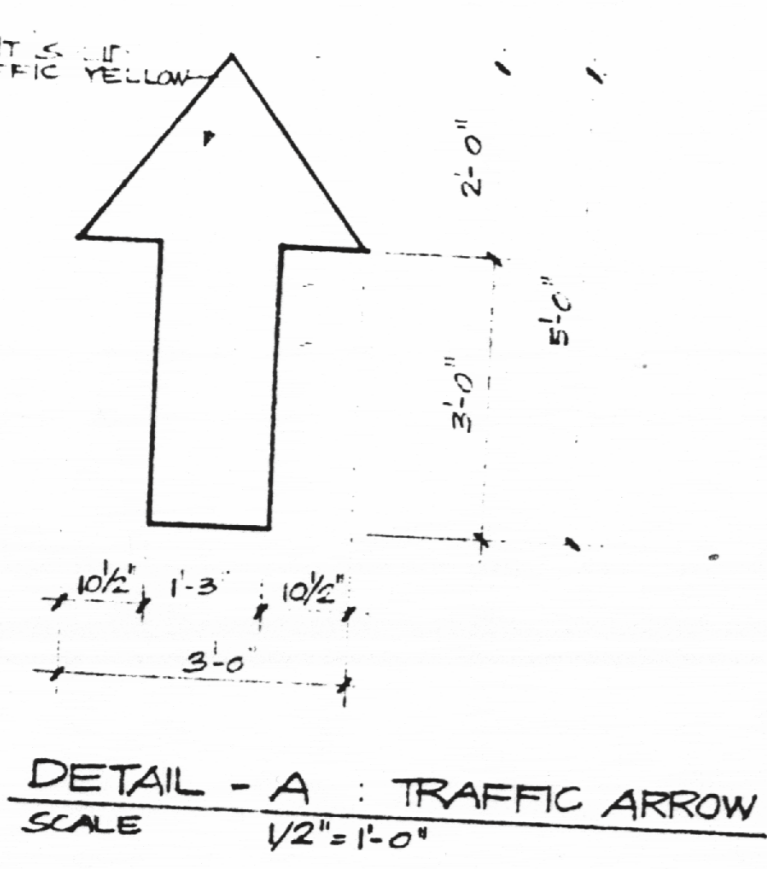 YELLOW
2'-0"
5'-0"
3'-0"
10½" 1'-3" 10½"
3'-0"
DETAIL - A : TRAFFIC ARROW
SCALE 1/2" = 1'-0"